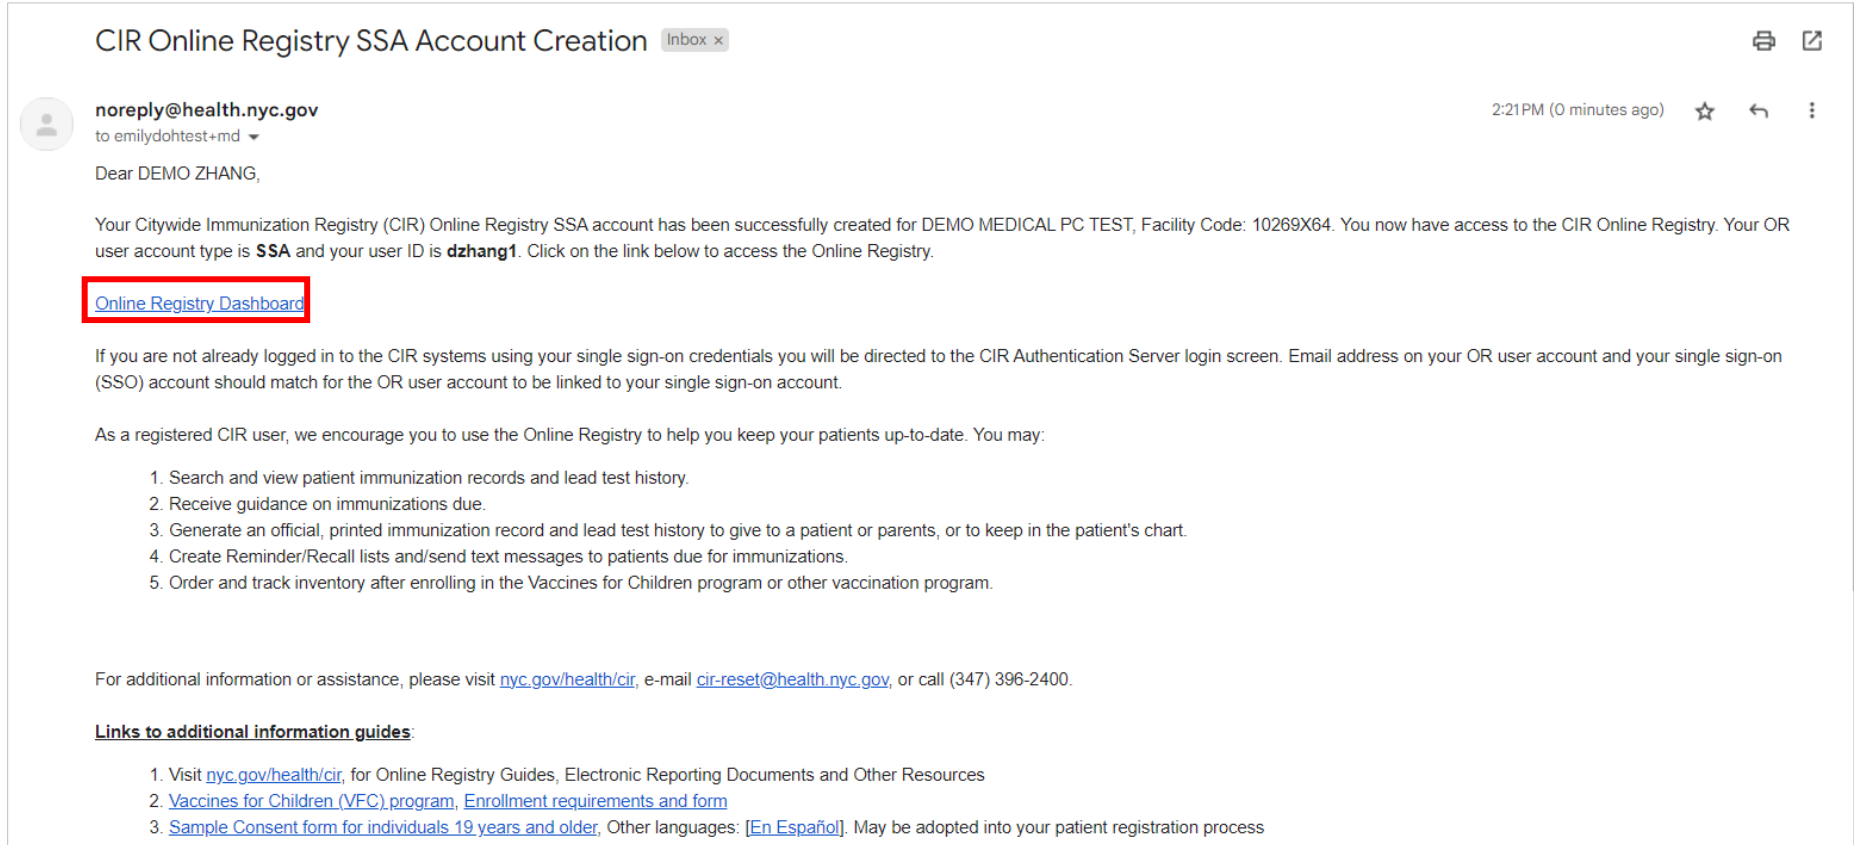 CIR Online Registry SSA Account Creation Inbox ×
noreply@health.nyc.gov 2:21 PM (0 minutes ago)
to emilydohtest+md
Dear DEMO ZHANG,
Your Citywide Immunization Registry (CIR) Online Registry SSA account has been successfully created for DEMO MEDICAL PC TEST, Facility Code: 10269X64. You now have access to the CIR Online Registry. Your OR
user account type is SSA and your user ID is dzhang1. Click on the link below to access the Online Registry.
Online Registry Dashboard
If you are not already logged in to the CIR systems using your single sign-on credentials you will be directed to the CIR Authentication Server login screen. Email address on your OR user account and your single sign-on
(SSO) account should match for the OR user account to be linked to your single sign-on account.
As a registered CIR user, we encourage you to use the Online Registry to help you keep your patients up-to-date. You may:
1. Search and view patient immunization records and lead test history.
2. Receive guidance on immunizations due.
3. Generate an official, printed immunization record and lead test history to give to a patient or parents, or to keep in the patient's chart.
4. Create Reminder/Recall lists and/send text messages to patients due for immunizations.
5. Order and track inventory after enrolling in the Vaccines for Children program or other vaccination program.
For additional information or assistance, please visit nyc.gov/health/cir, e-mail cir-reset@health.nyc.gov, or call (347) 396-2400.
Links to additional information guides:
1. Visit nyc.gov/health/cir, for Online Registry Guides, Electronic Reporting Documents and Other Resources
2. Vaccines for Children (VFC) program, Enrollment requirements and form
3. Sample Consent form for individuals 19 years and older, Other languages: [En Español]. May be adopted into your patient registration process